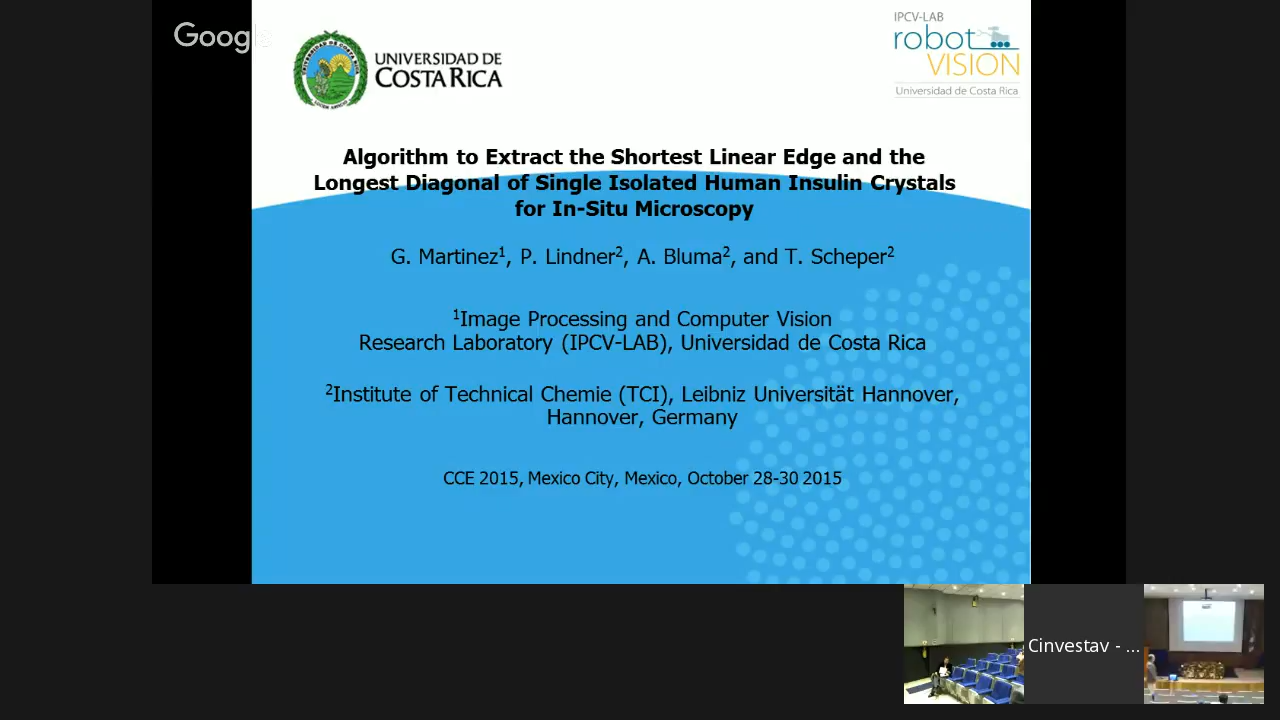 Google
UNIVERSIDAD DE
COSTA RICA
IPCV-LAB
robot
VISION
Universidad de Costa Rica
Algorithm to Extract the Shortest Linear Edge and the
Longest Diagonal of Single Isolated Human Insulin Crystals
for In-Situ Microscopy
G. Martinez¹, P. Lindner², A. Bluma², and T. Scheper²
¹Image Processing and Computer Vision
Research Laboratory (IPCV-LAB), Universidad de Costa Rica
²Institute of Technical Chemie (TCI), Leibniz Universität Hannover,
Hannover, Germany
CCE 2015, Mexico City, Mexico, October 28-30 2015
Cinvestav - ...